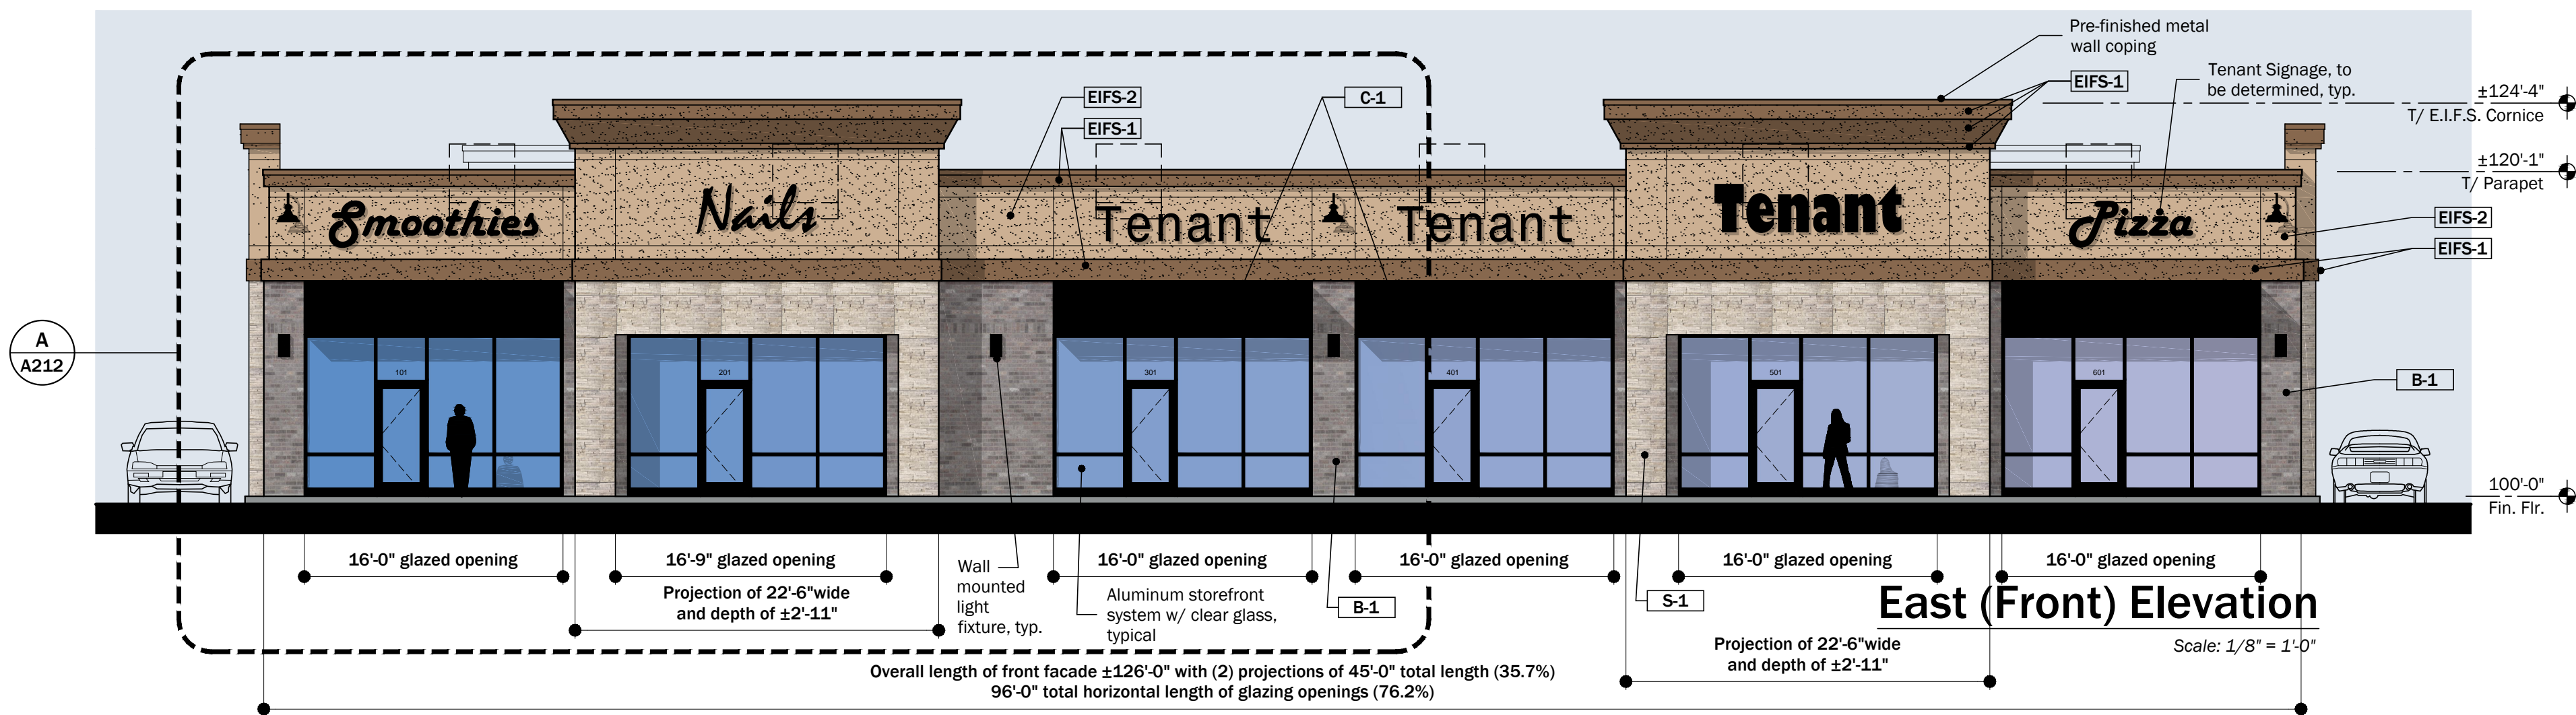 Pre-finished metal
wall coping
EIFS-1
Tenant Signage, to
be determined, typ.
±124'-4"
T/ E.I.F.S. Cornice
EIFS-2
C-1
EIFS-1
±120'-1"
T/ Parapet
Smoothies
Nails
Tenant
Tenant
Tenant
Pizza
EIFS-2
EIFS-1
A
A212
101
201
301
401
501
601
B-1
100'-0"
Fin. Flr.
16'-0" glazed opening
16'-9" glazed opening
16'-0" glazed opening
16'-0" glazed opening
16'-0" glazed opening
16'-0" glazed opening
Projection of 22'-6"wide
and depth of ±2'-11"
Wall
mounted
light
fixture, typ.
Aluminum storefront
system w/ clear glass,
typical
B-1
S-1
East (Front) Elevation
Scale: 1/8" = 1'-0"
Projection of 22'-6"wide
and depth of ±2'-11"
Overall length of front facade ±126'-0" with (2) projections of 45'-0" total length (35.7%)
96'-0" total horizontal length of glazing openings (76.2%)